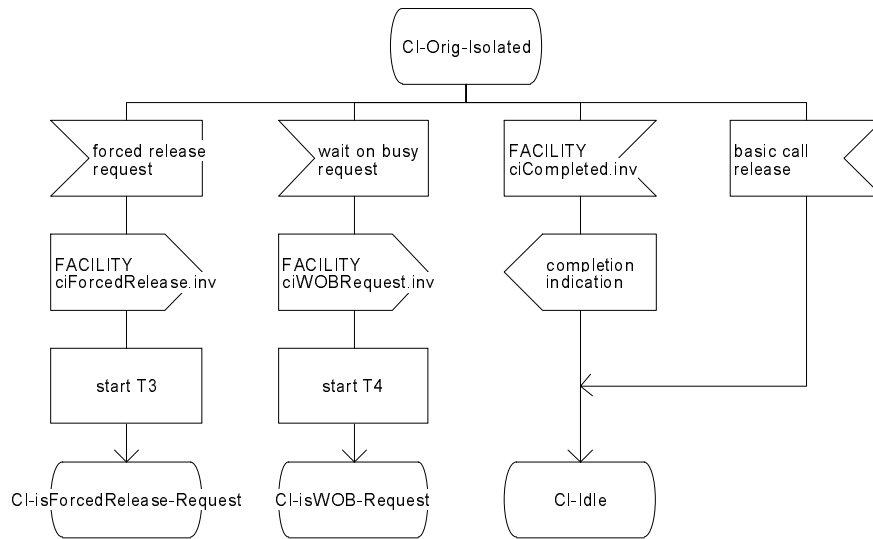 CI-Orig-Isolated
forced release
request
wait on busy
request
FACILITY
ciCompleted.inv
basic call
release
FACILITY
ciForcedRelease.inv
FACILITY
ciWOBRequest.inv
completion
indication
start T3
start T4
CI-isForcedRelease-Request
CI-isWOB-Request
CI-Idle